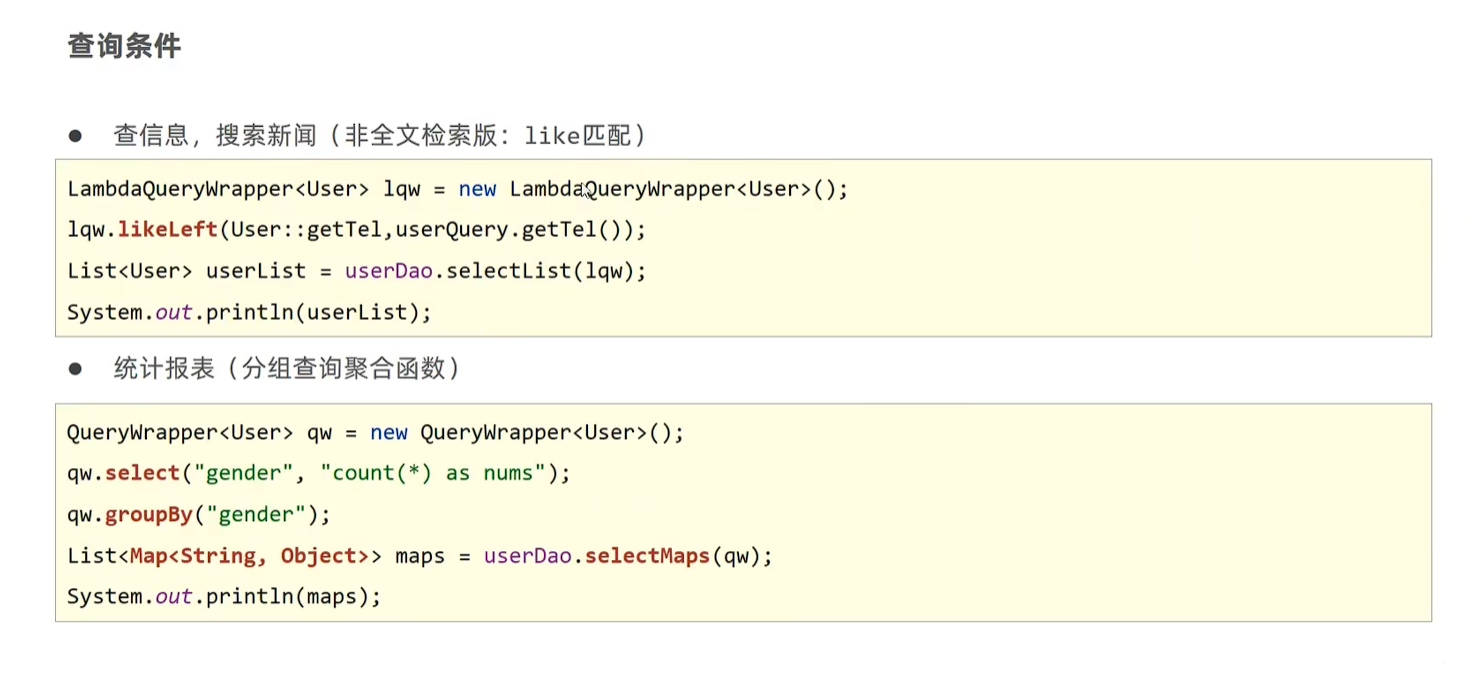 查询条件
● 查信息，搜索新闻（非全文检索版：like匹配）
LambdaQueryWrapper<User> lqw = new LambdaQueryWrapper<User>();
lqw.likeLeft(User::getTel,userQuery.getTel());
List<User> userList = userDao.selectList(lqw);
System.out.println(userList);
● 统计报表（分组查询聚合函数）
QueryWrapper<User> qw = new QueryWrapper<User>();
qw.select("gender", "count(*) as nums");
qw.groupBy("gender");
List<Map<String, Object>> maps = userDao.selectMaps(qw);
System.out.println(maps);